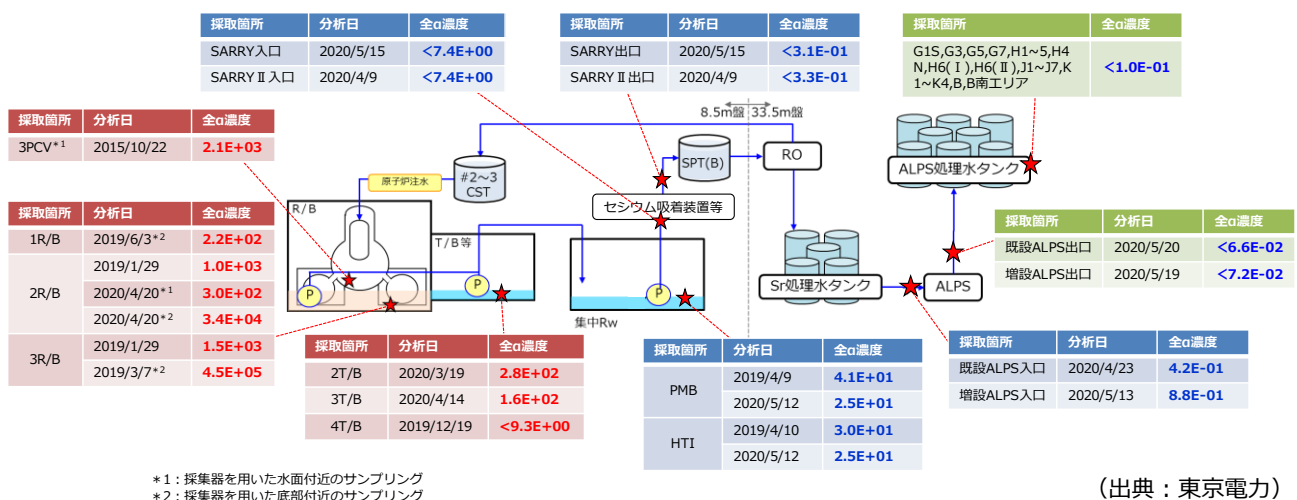 採取箇所 分析日 全α濃度
SARRY入口 2020/5/15 <7.4E+00
SARRYⅡ入口 2020/4/9 <7.4E+00
採取箇所 分析日 全α濃度
SARRY出口 2020/5/15 <3.1E-01
SARRYⅡ出口 2020/4/9 <3.3E-01
採取箇所 全α濃度
G1S,G3,G5,G7,H1~5,H4
N,H6(Ⅰ),H6(Ⅱ),J1~J7,K
1~K4,B,B南エリア
<1.0E-01
採取箇所 分析日 全α濃度
3PCV*1 2015/10/22 2.1E+03
8.5m盤 33.5m盤
SPT(B)
RO
ALPS処理水タンク
原子炉注水
#2~3
CST
セシウム吸着装置等
R/B
T/B等
P
P
P
集中Rw
Sr処理水タンク
ALPS
採取箇所 分析日 全α濃度
1R/B 2019/6/3*2 2.2E+02
2R/B 2019/1/29 1.0E+03
2020/4/20*1 3.0E+02
2020/4/20*2 3.4E+04
3R/B 2019/1/29 1.5E+03
2019/3/7*2 4.5E+05
採取箇所 分析日 全α濃度
既設ALPS出口 2020/5/20 <6.6E-02
増設ALPS出口 2020/5/19 <7.2E-02
採取箇所 分析日 全α濃度
2T/B 2020/3/19 2.8E+02
3T/B 2020/4/14 1.6E+02
4T/B 2019/12/19 <9.3E+00
採取箇所 分析日 全α濃度
PMB 2019/4/9 4.1E+01
2020/5/12 2.5E+01
HTI 2019/4/10 3.0E+01
2020/5/12 2.5E+01
採取箇所 分析日 全α濃度
既設ALPS入口 2020/4/23 4.2E-01
増設ALPS入口 2020/5/13 8.8E-01
*1:採集器を用いた水面付近のサンプリング
*2:採集器を用いた底部付近のサンプリング
(出典:東京電力)